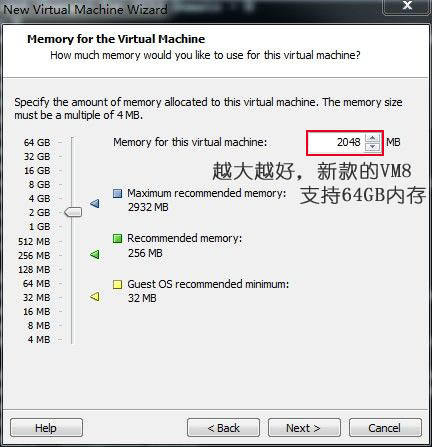 New Virtual Machine Wizard
Memory for the Virtual Machine
How much memory would you like to use for this virtual machine?
Specify the amount of memory allocated to this virtual machine. The memory size
must be a multiple of 4 MB.
64 GB
Memory for this virtual machine: 2048 MB
32 GB
16 GB
越大越好，新款的VM8
8 GB
支持64GB内存
4 GB
Maximum recommended memory:
2 GB
2932 MB
1 GB
512 MB
Recommended memory:
256 MB
256 MB
128 MB
64 MB
Guest OS recommended minimum:
32 MB
32 MB
16 MB
8 MB
4 MB
Help
< Back
Next >
Cancel